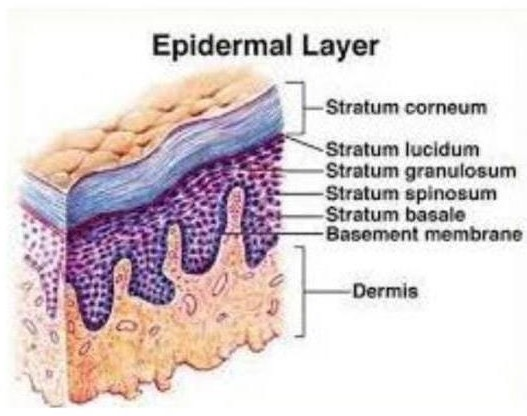 Epidermal Layer
Stratum corneum
Stratum lucidum
Stratum granulosum
Stratum spinosum
Stratum basale
Basement membrane
Dermis